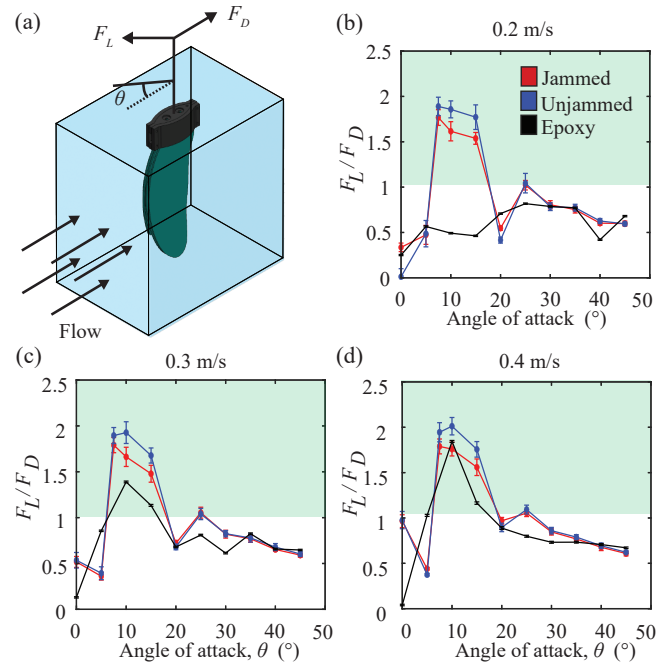 (a)
F_D
F_L
θ
Flow
(b)
0.2 m/s
2.5
2
1.5
1
0.5
0
F_L/F_D
Jammed
Unjammed
Epoxy
0 10 20 30 40 50
Angle of attack (°)
(c)
0.3 m/s
2.5
2
1.5
1
0.5
0
F_L/F_D
0 10 20 30 40 50
Angle of attack, θ (°)
(d)
0.4 m/s
2.5
2
1.5
1
0.5
0
F_L/F_D
0 10 20 30 40 50
Angle of attack, θ (°)